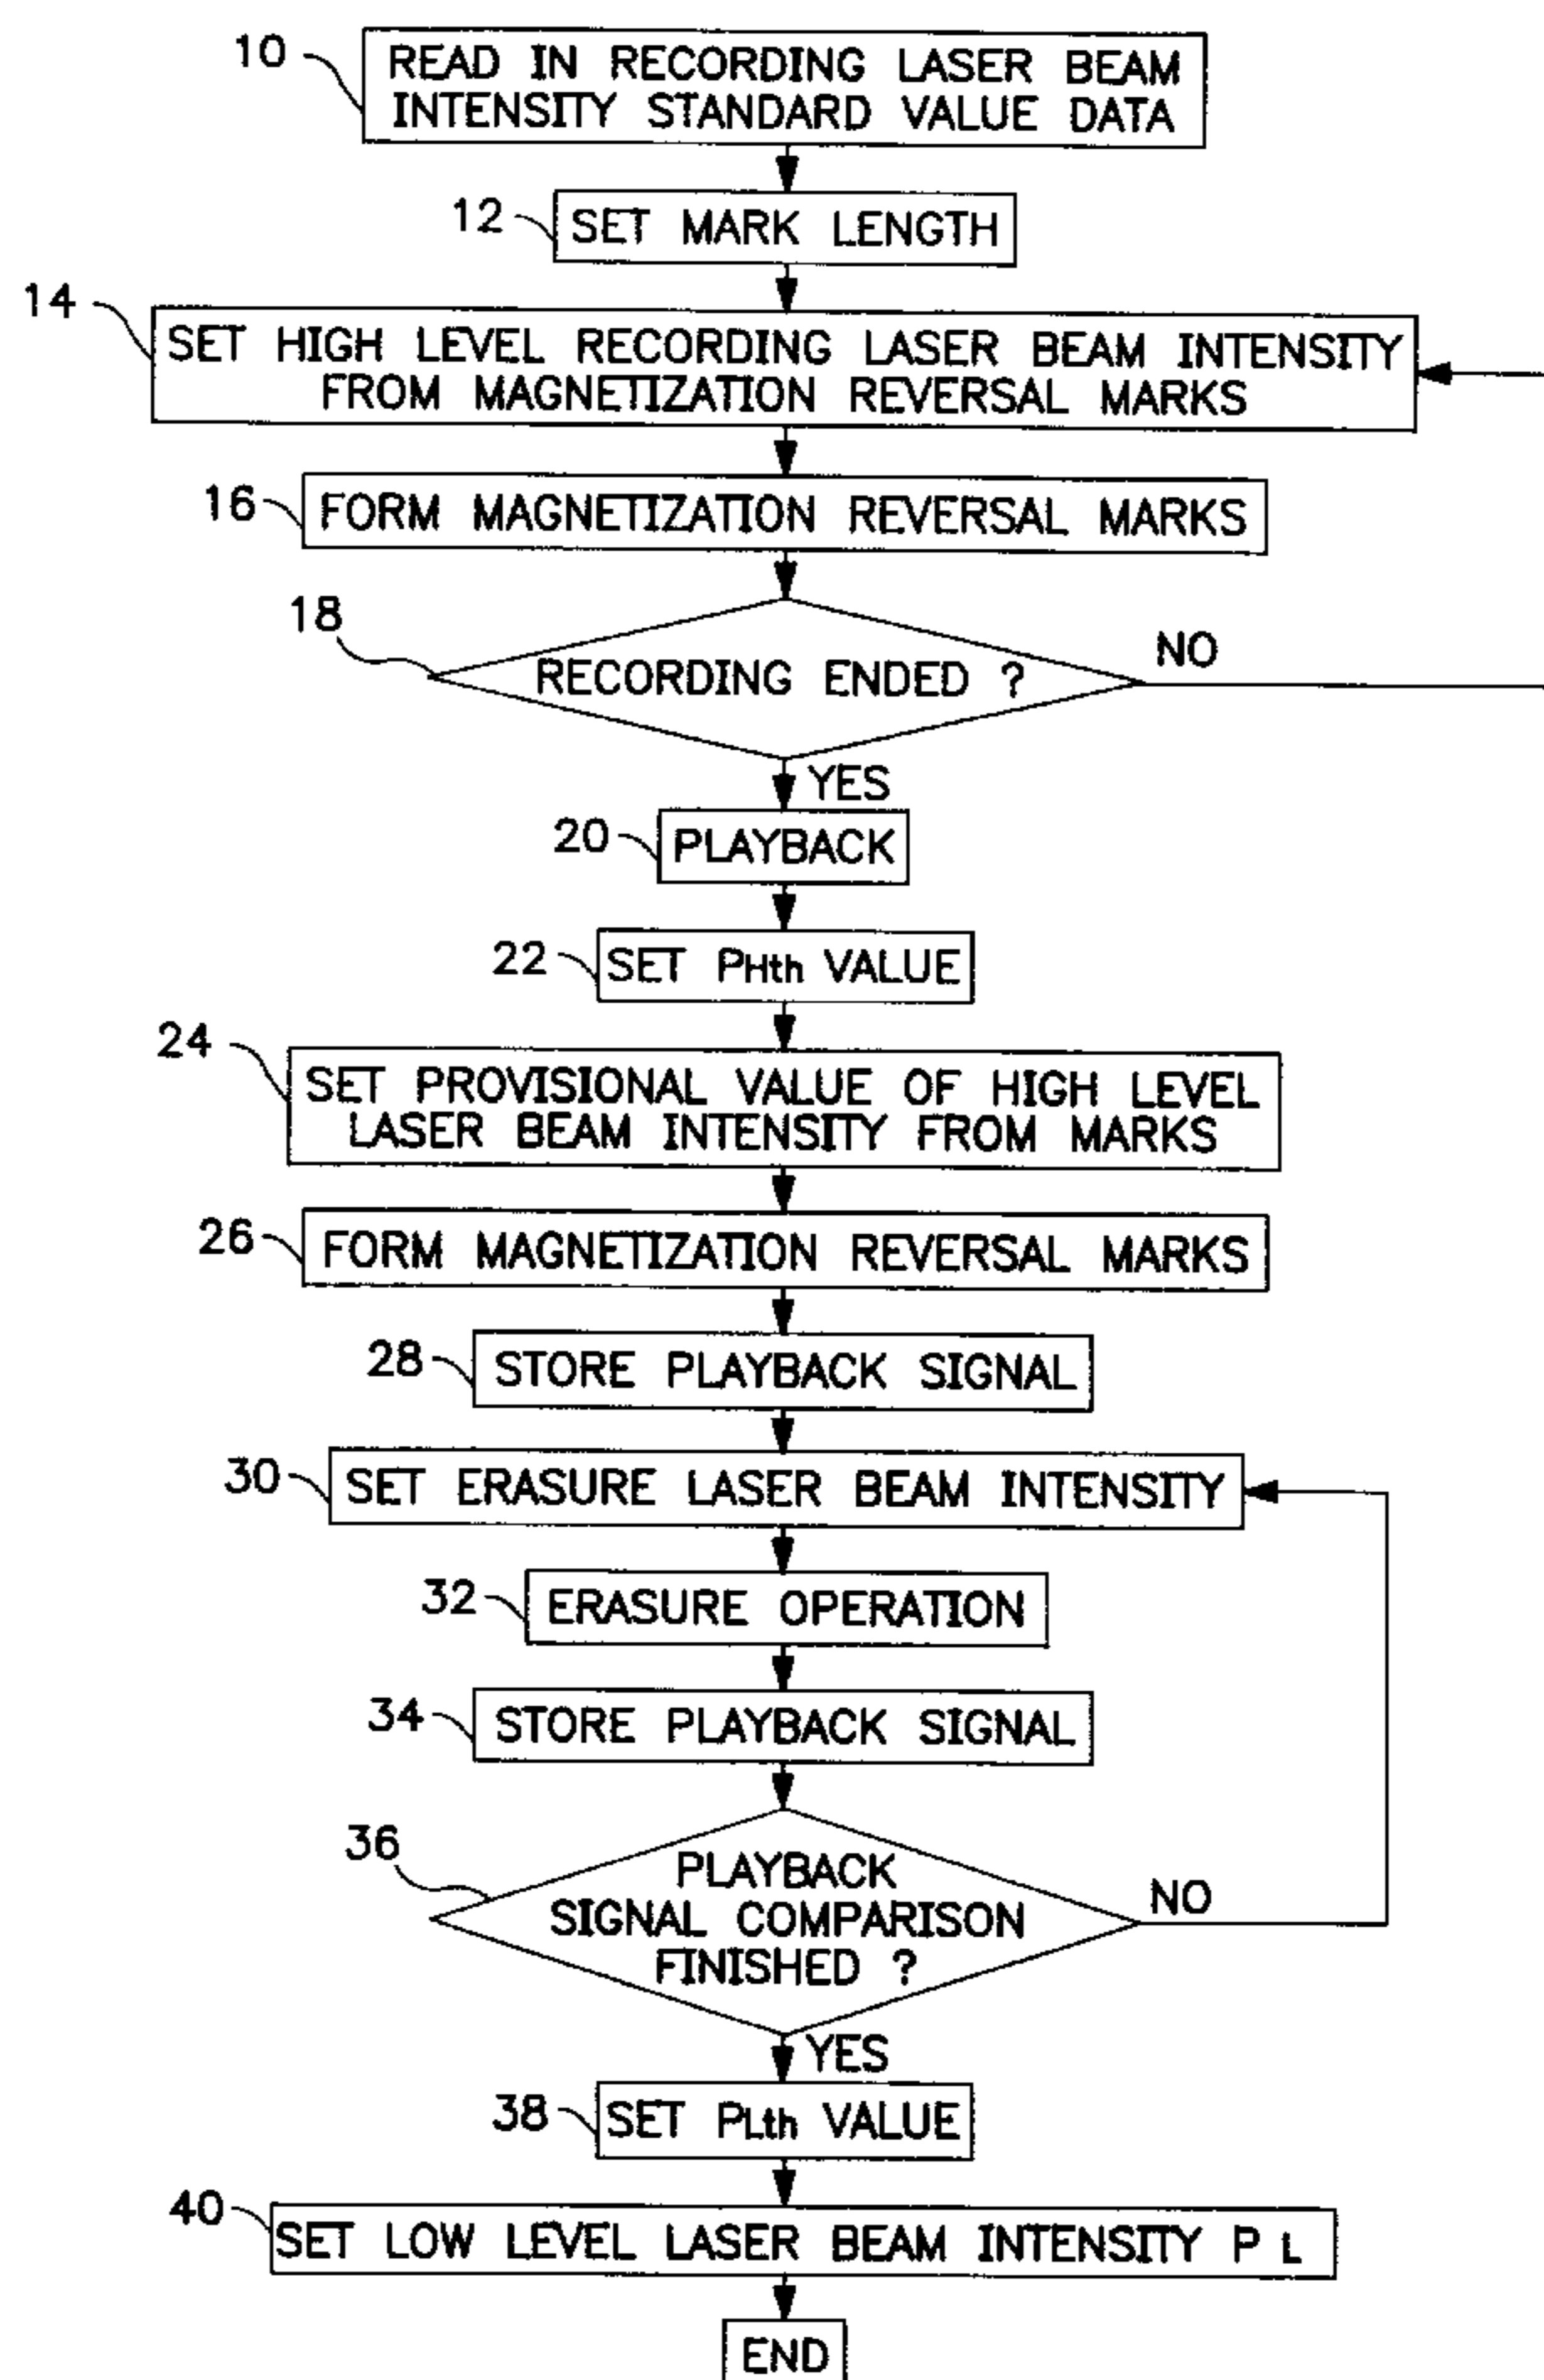 10
READ IN RECORDING LASER BEAM
INTENSITY STANDARD VALUE DATA
12
SET MARK LENGTH
14
SET HIGH LEVEL RECORDING LASER BEAM INTENSITY
FROM MAGNETIZATION REVERSAL MARKS
16
FORM MAGNETIZATION REVERSAL MARKS
18
RECORDING ENDED ?
NO
YES
20
PLAYBACK
22
SET PHth VALUE
24
SET PROVISIONAL VALUE OF HIGH LEVEL
LASER BEAM INTENSITY FROM MARKS
26
FORM MAGNETIZATION REVERSAL MARKS
28
STORE PLAYBACK SIGNAL
30
SET ERASURE LASER BEAM INTENSITY
32
ERASURE OPERATION
34
STORE PLAYBACK SIGNAL
36
PLAYBACK
SIGNAL COMPARISON
FINISHED ?
NO
YES
38
SET PLth VALUE
40
SET LOW LEVEL LASER BEAM INTENSITY P L
END